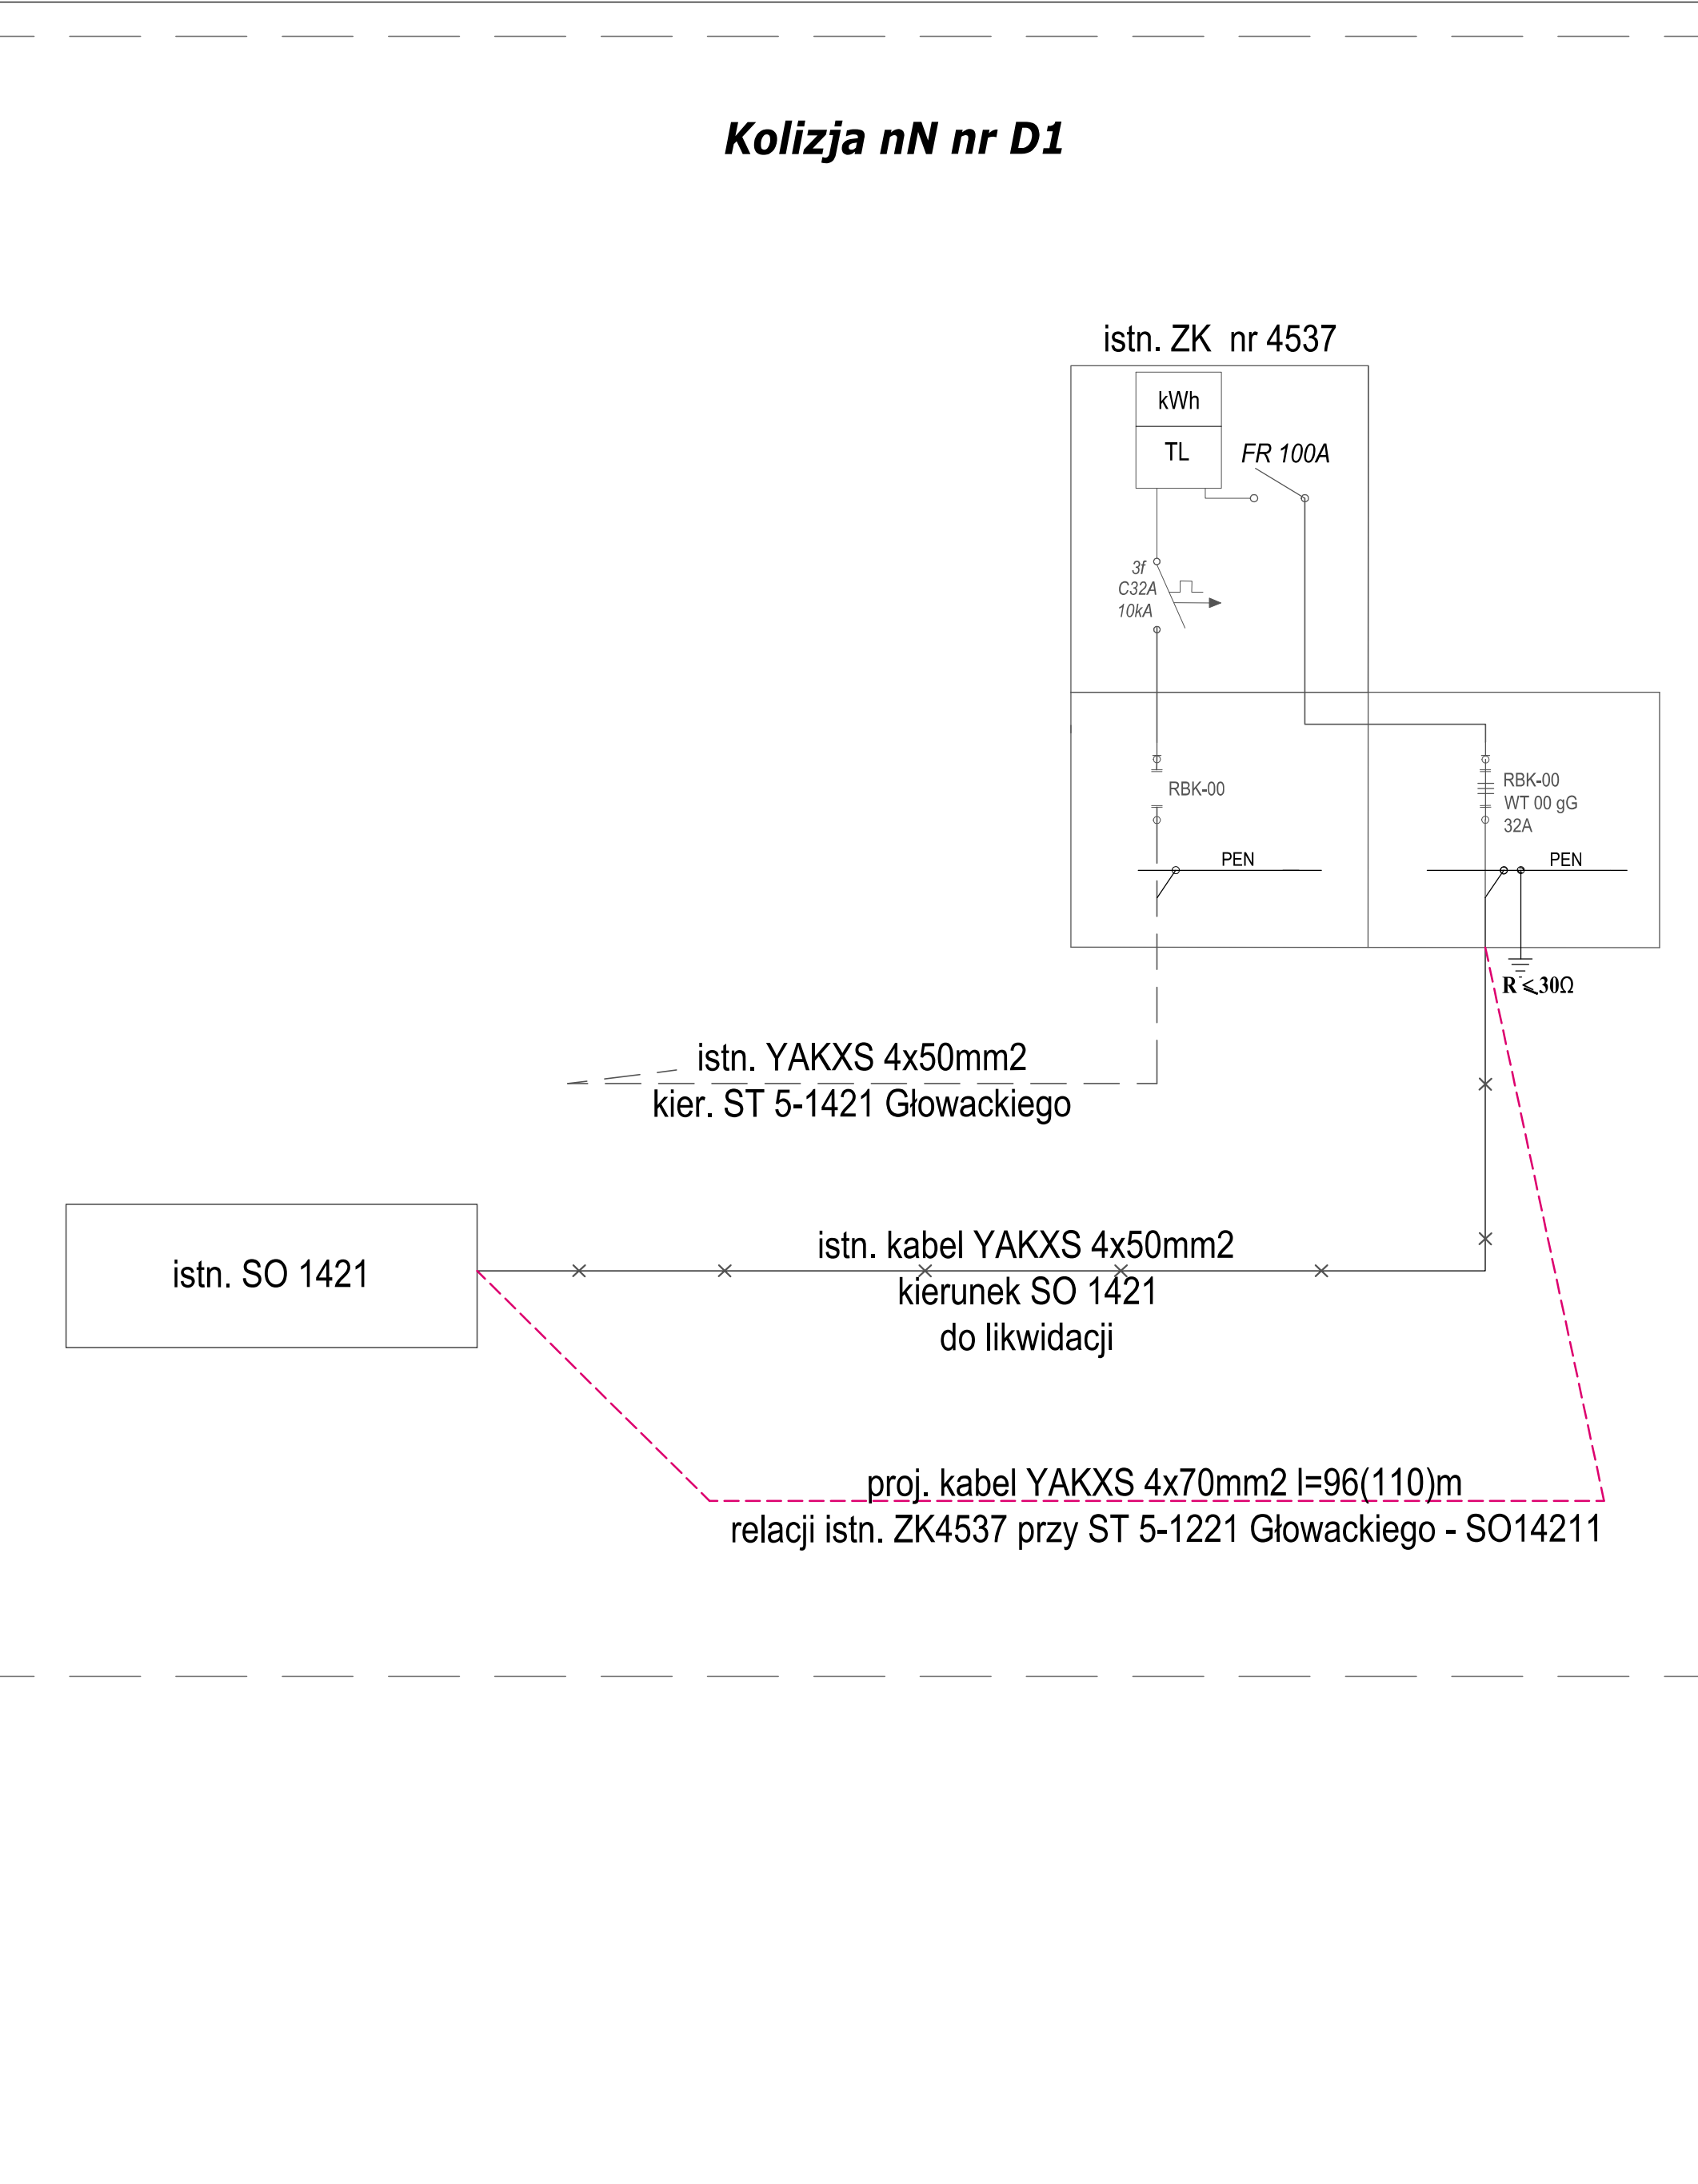 Kolizja nN nr D1
istn. ZK nr 4537
kWh
TL
FR 100A
3f
C32A
10kA
RBK-00
RBK-00
WT 00 gG
32A
PEN
PEN
R ⩽30Ω
istn. YAKXS 4x50mm2
kier. ST 5-1421 Głowackiego
istn. SO 1421
istn. kabel YAKXS 4x50mm2
kierunek SO 1421
do likwidacji
proj. kabel YAKXS 4x70mm2 l=96(110)m
relacji istn. ZK4537 przy ST 5-1221 Głowackiego - SO14211